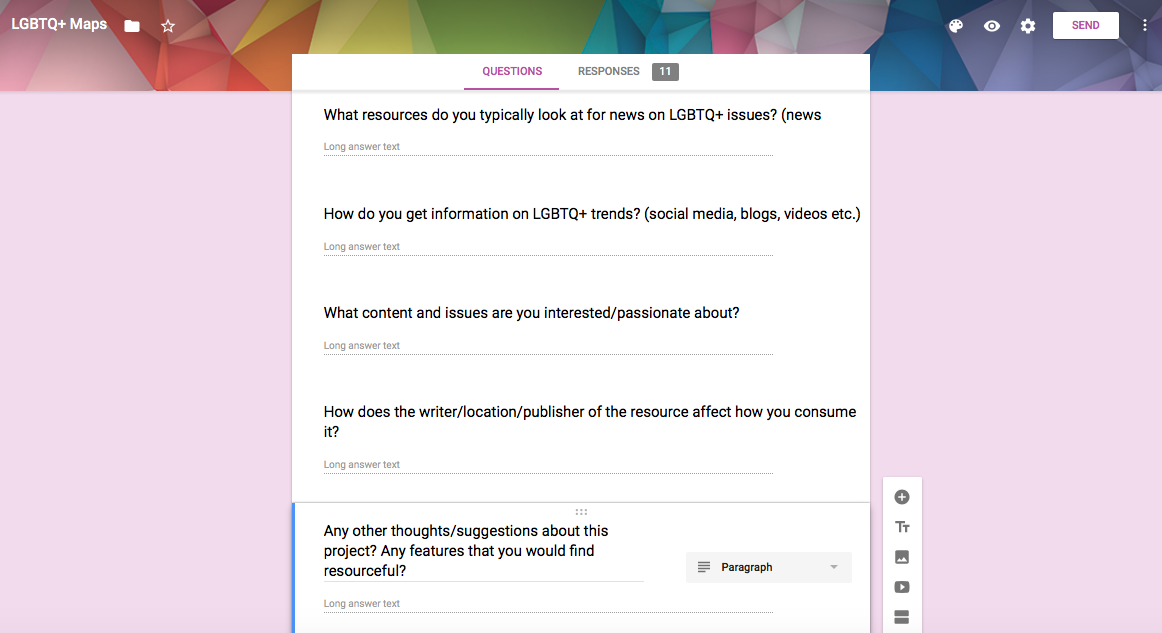 LGBTQ+ Maps
SEND
QUESTIONS RESPONSES 11
What resources do you typically look at for news on LGBTQ+ issues? (news
Long answer text
How do you get information on LGBTQ+ trends? (social media, blogs, videos etc.)
Long answer text
What content and issues are you interested/passionate about?
Long answer text
How does the writer/location/publisher of the resource affect how you consume
it?
Long answer text
Any other thoughts/suggestions about this
project? Any features that you would find
resourceful?
Paragraph
Long answer text
Tт